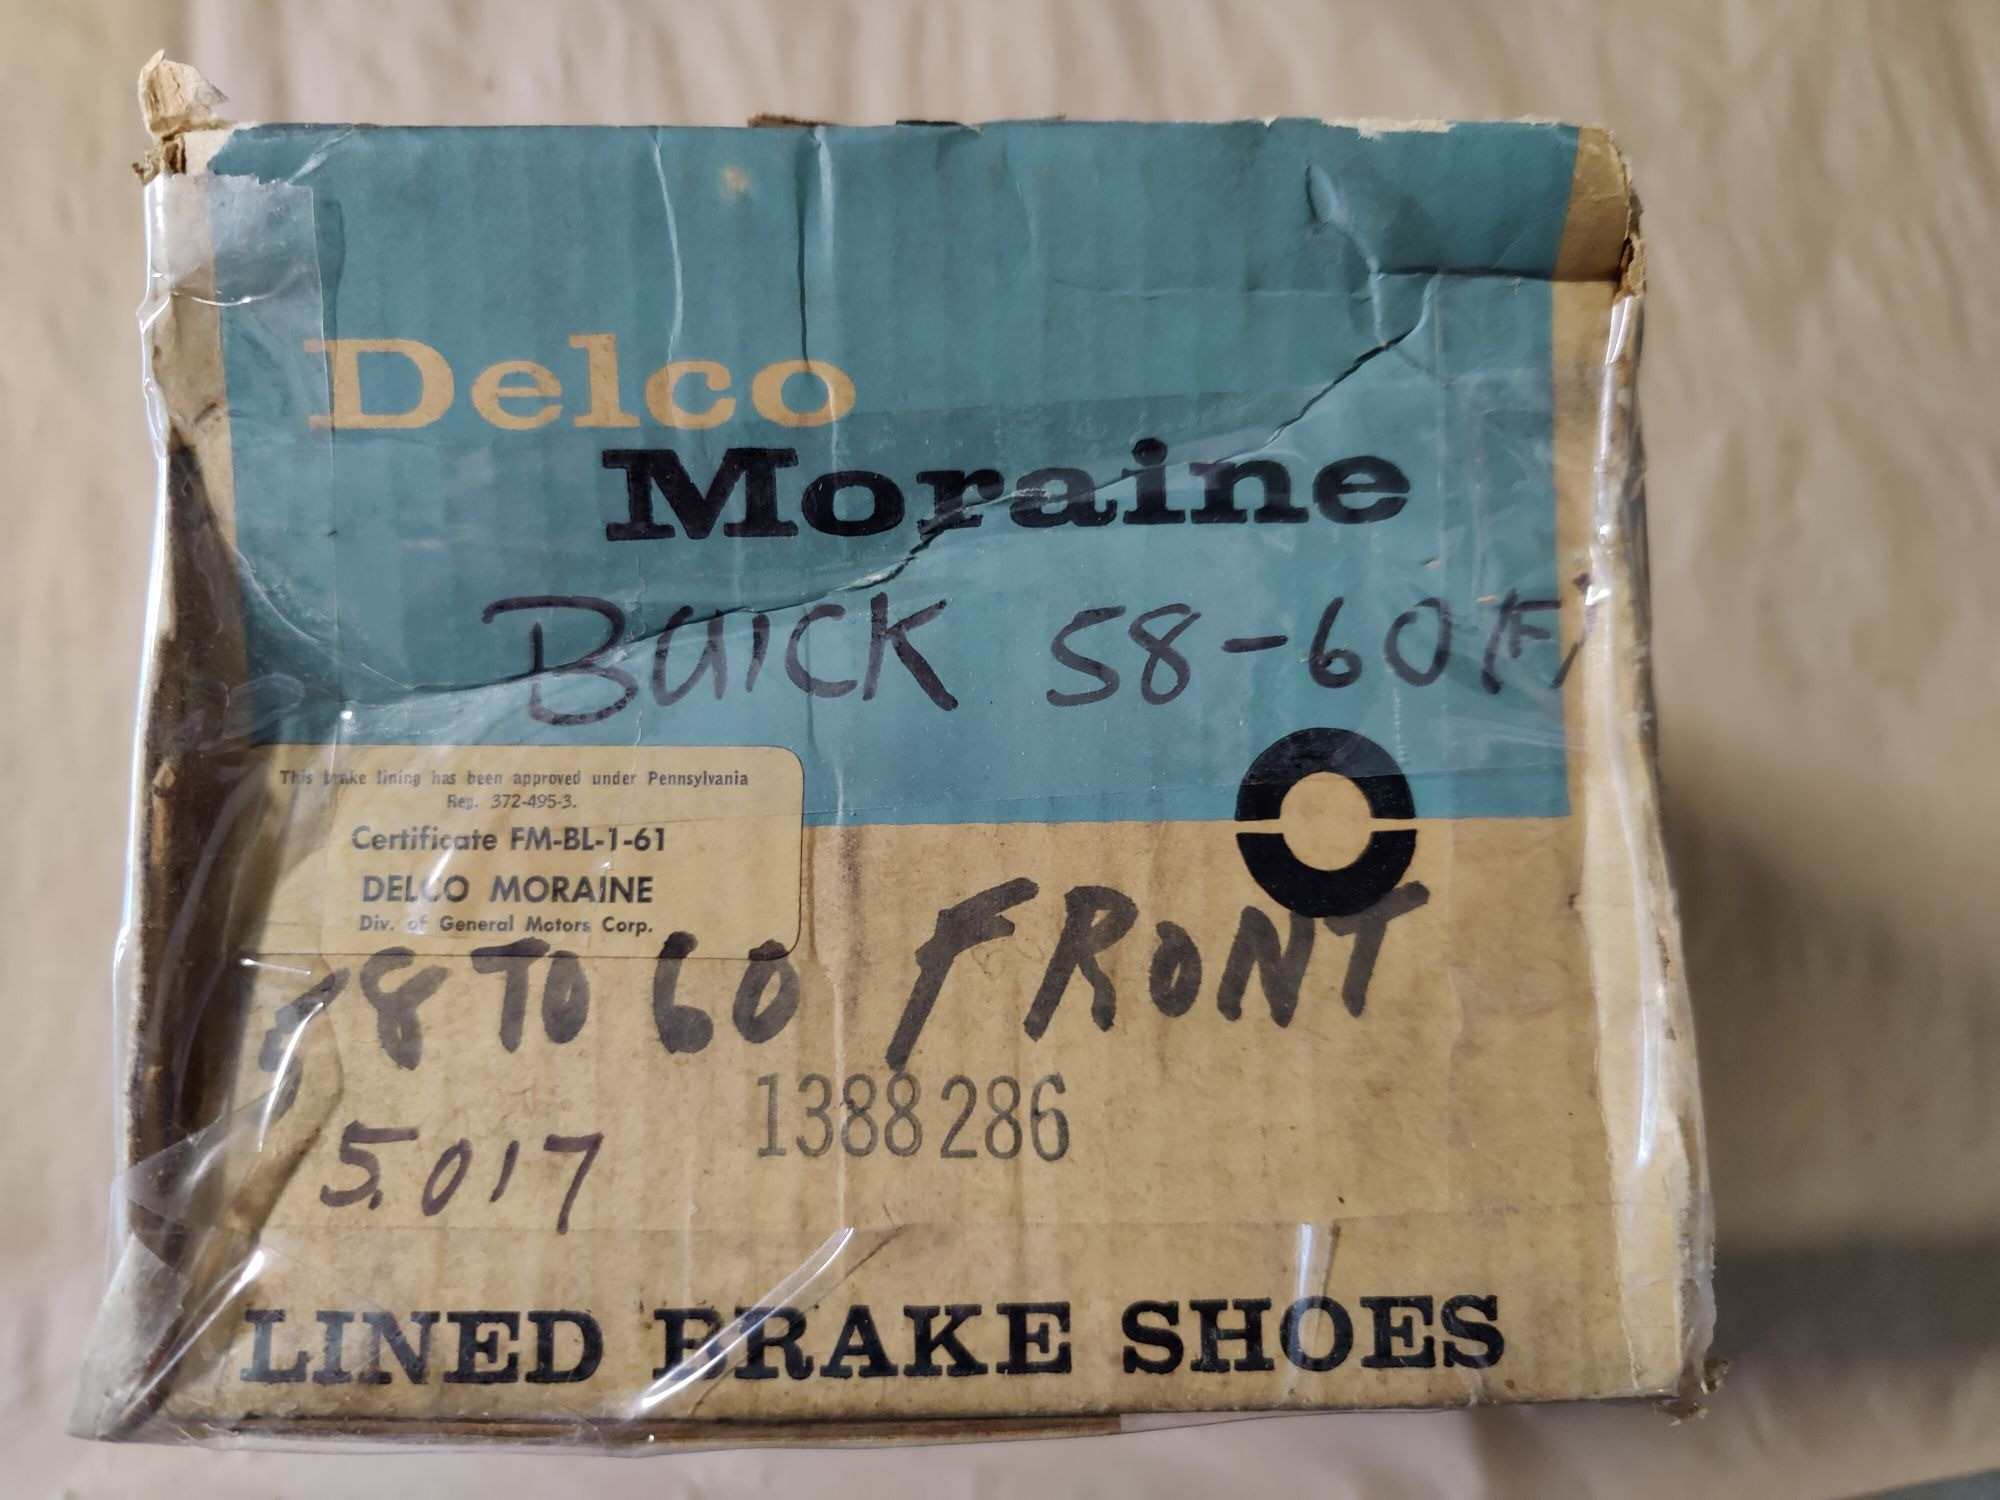 Delco
Moraine
BUICK 58-60 (F)
This brake lining has been approved under Pennsylvania
Reg. 372-495-3.
Certificate FM-BL-1-61
DELCO MORAINE
Div. of General Motors Corp.
58 TO 60 FRONT
1388286
5.017
LINED BRAKE SHOES